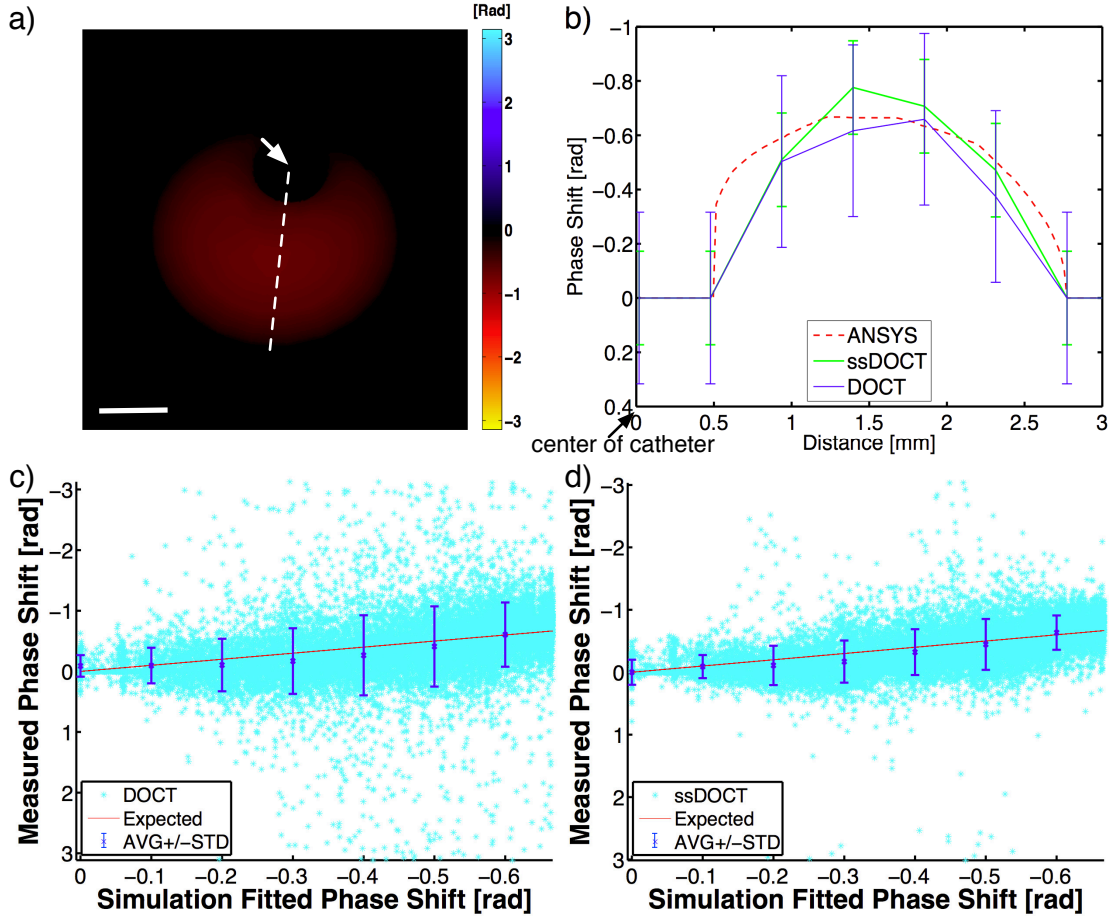 a)
[Rad]
3
2
1
0
−1
−2
−3
b)
Phase Shift [rad]
−1
−0.8
−0.6
−0.4
−0.2
0
0.2
0.4
ANSYS
ssDOCT
DOCT
0
0.5
1
1.5
2
2.5
3
center of catheter
Distance [mm]
c)
Measured Phase Shift [rad]
−3
−2
−1
0
1
2
3
DOCT
Expected
AVG+/−STD
0
−0.1
−0.2
−0.3
−0.4
−0.5
−0.6
Simulation Fitted Phase Shift [rad]
d)
Measured Phase Shift [rad]
−3
−2
−1
0
1
2
3
ssDOCT
Expected
AVG+/−STD
0
−0.1
−0.2
−0.3
−0.4
−0.5
−0.6
Simulation Fitted Phase Shift [rad]